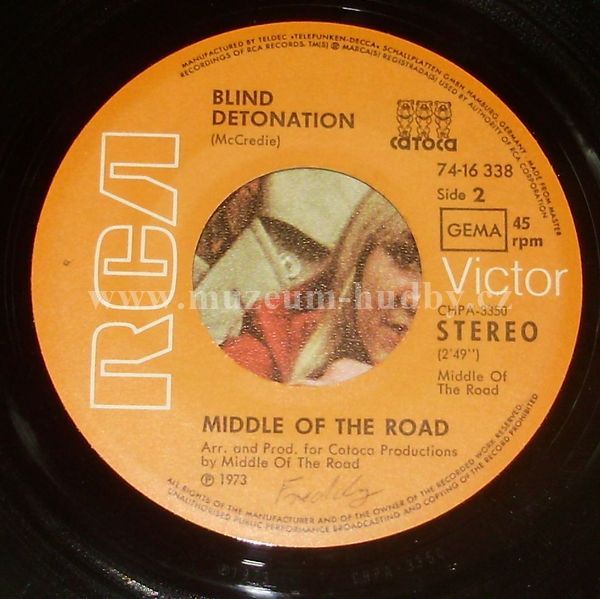 MANUFACTURED BY TELDEC »TELEFUNKEN-DECCA« SCHALLPLATTEN GMBH HAMBURG, GERMANY, MADE FROM MASTER
RECORDINGS OF RCA RECORDS. TM(S) ® MARCA(S) REGISTRADA(S) USED BY AUTHORITY OF RCA CORPORATION
BLIND
DETONATION
(McCredie)
catoca
74-16 338
Side 2
GEMA
45
rpm
RCA
Victor
www.muzeum-hudby.cz
CHPA-3350
STEREO
(2'49")
Middle Of
The Road
MIDDLE OF THE ROAD
Arr. and Prod. for Catoca Productions
by Middle Of The Road
℗ 1973
Freddy
ALL RIGHTS OF THE MANUFACTURER AND OF THE OWNER OF THE RECORDED WORK RESERVED.
UNAUTHORISED PUBLIC PERFORMANCE BROADCASTING AND COPYING OF THE RECORD PROHIBITED
CHPA-3350